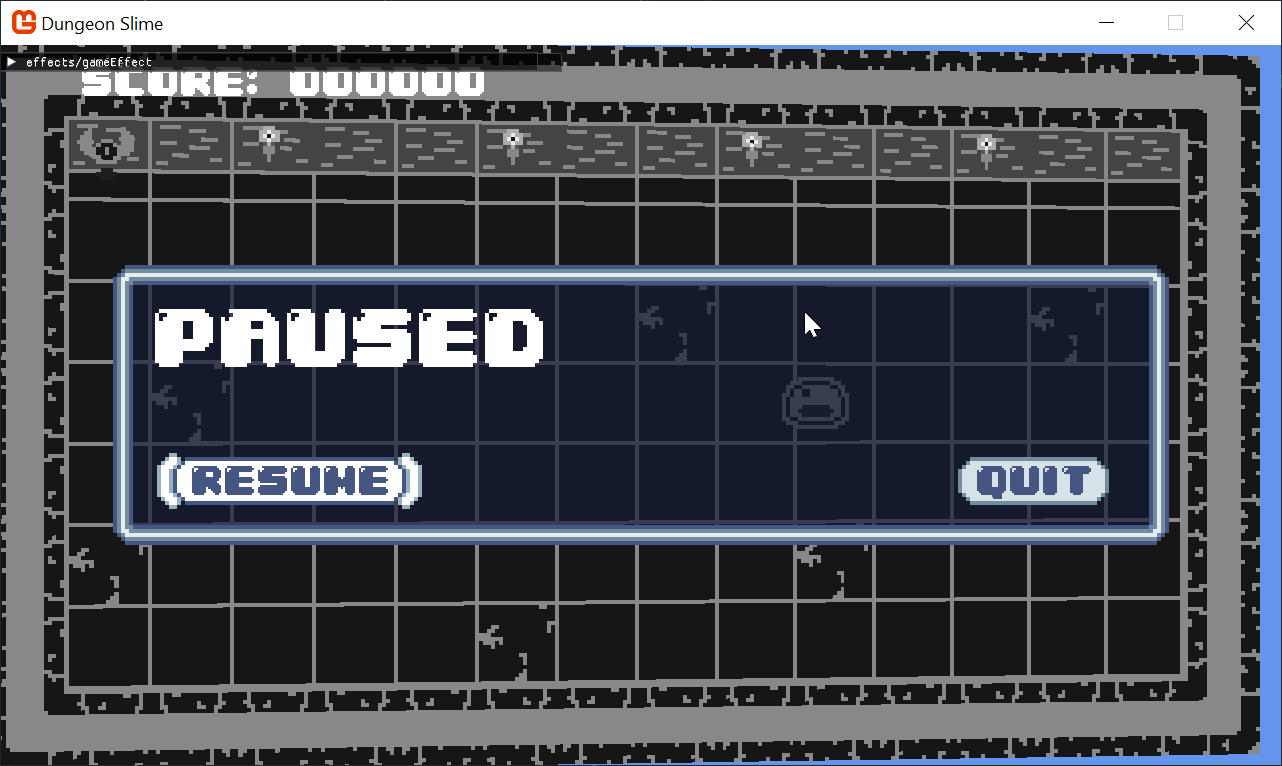 Dungeon Slime
effects/gameEffect
SCORE: 000000
PAUSED
RESUME
QUIT